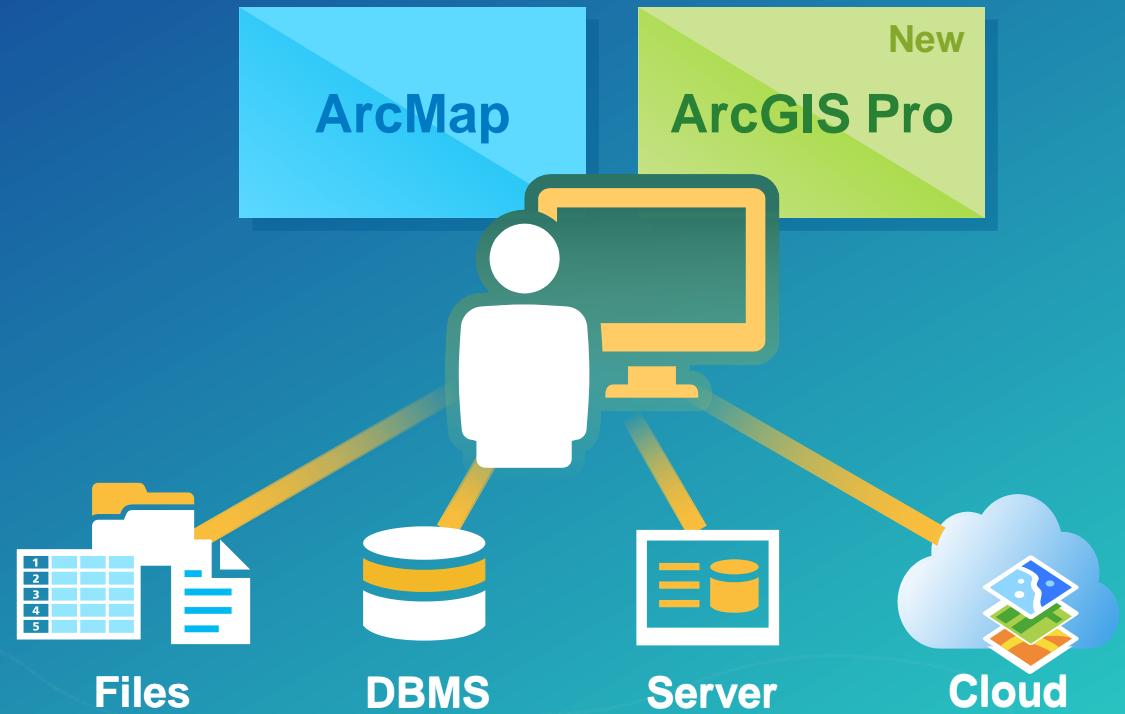 New
ArcMap
ArcGIS Pro
1
2
3
4
5
Files
DBMS
Server
Cloud